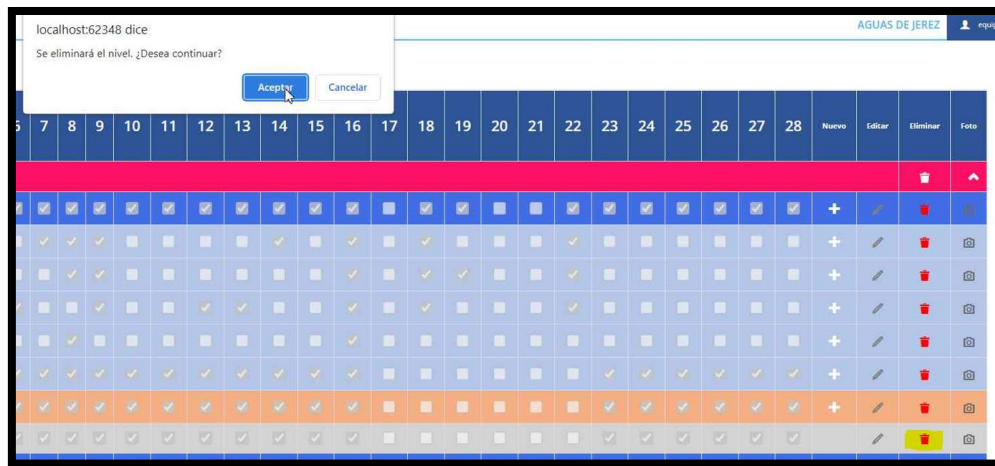 localhost:62348 dice
Se eliminará el nivel. ¿Desea continuar?
Aceptar Cancelar
AGUAS DE JEREZ
7 8 9 10 11 12 13 14 15 16 17 18 19 20 21 22 23 24 25 26 27 28 Nuevo Editar Eliminar Foto